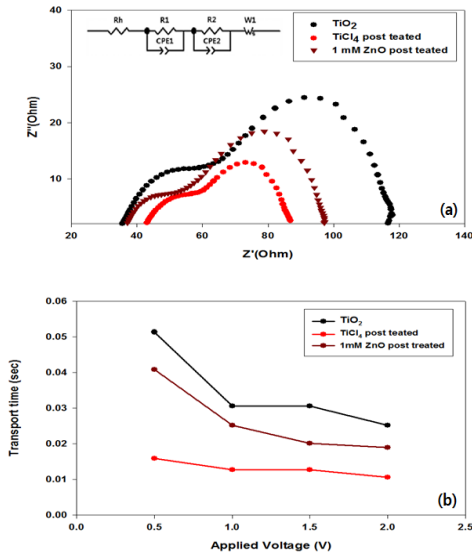 40
30
20
10
Z"(Ohm)
Rh R1 R2 W1
CPE1 CPE2
TiO2
TiCl4 post teated
1 mM ZnO post teated
(a)
20 40 60 80 100 120 140
Z'(Ohm)
0.06
0.05
0.04
0.03
0.02
0.01
0.00
Transport time (sec)
TiO2
TiCl4 post teated
1mM ZnO post treated
(b)
0.0 0.5 1.0 1.5 2.0 2.5
Applied Voltage (V)